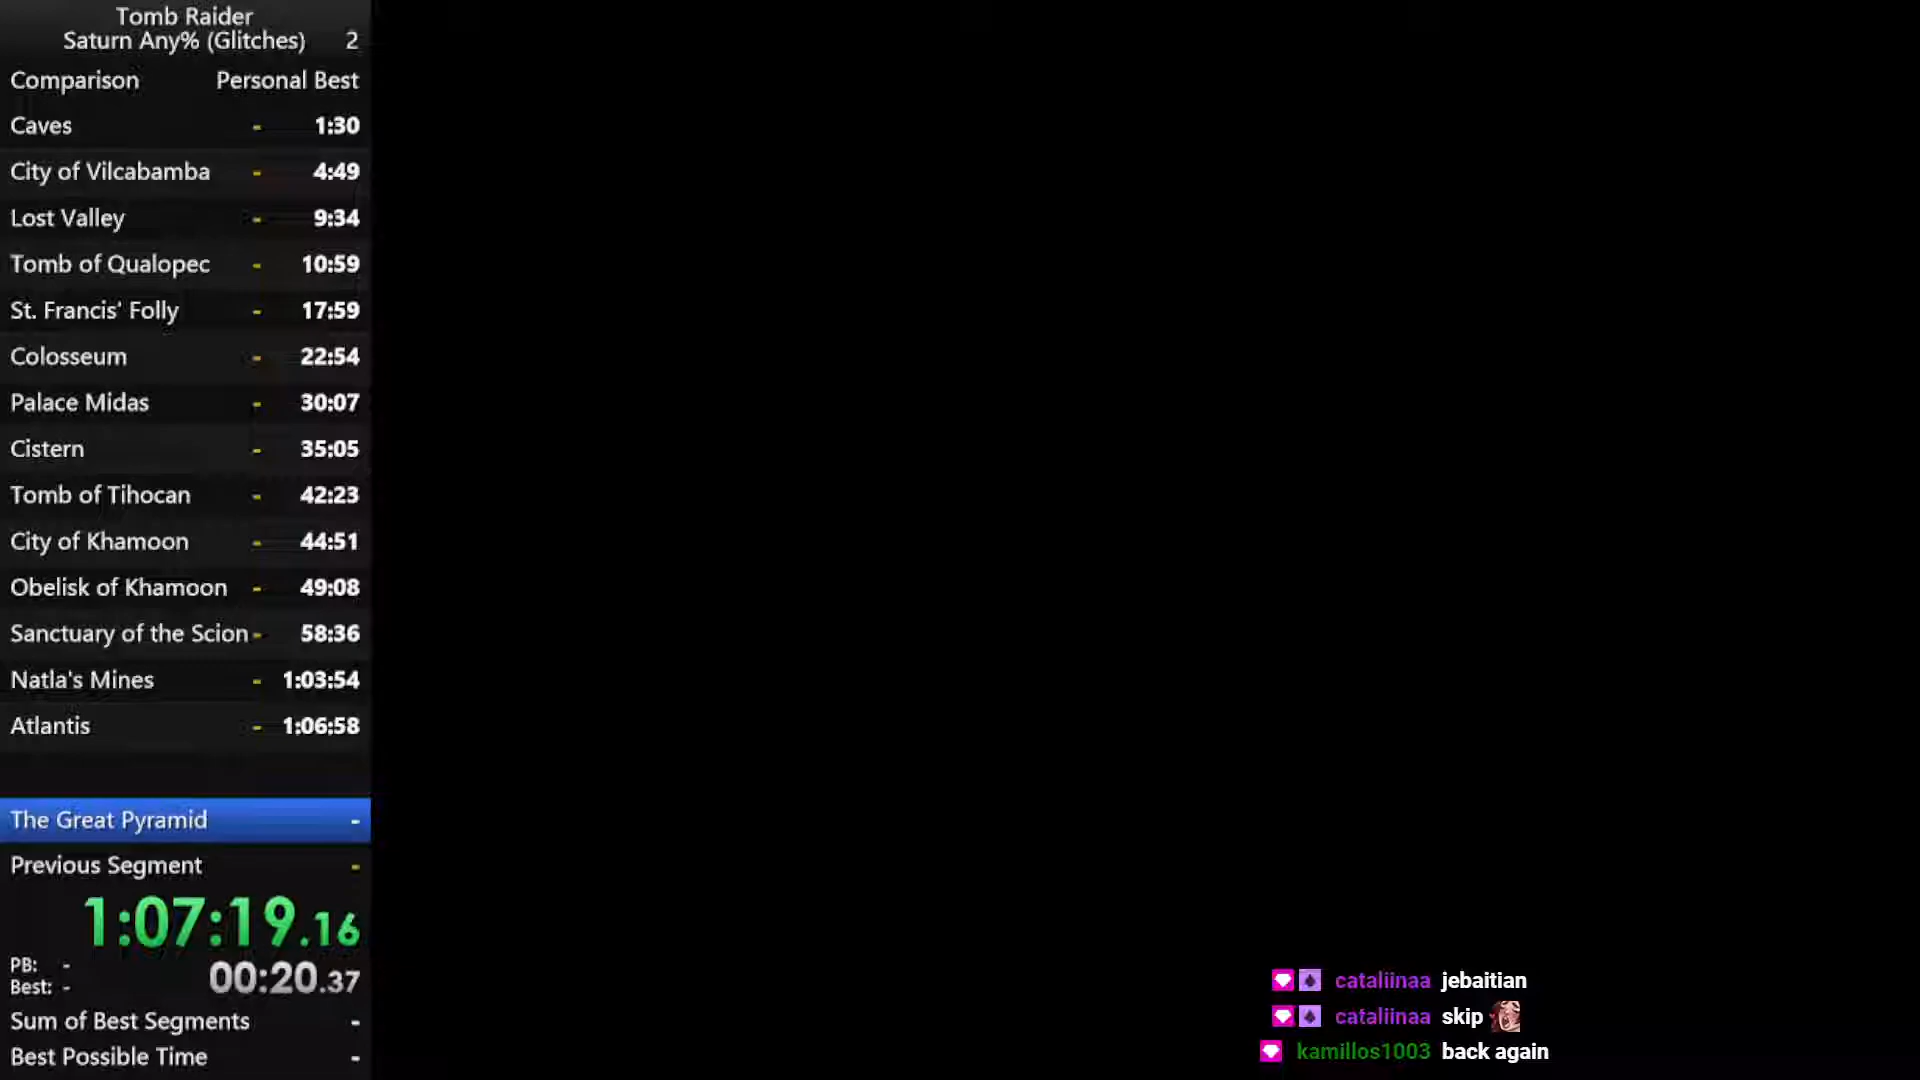 Tomb Raider
Saturn Any% (Glitches) 2
Comparison Personal Best
Caves - 1:30
City of Vilcabamba - 4:49
Lost Valley - 9:34
Tomb of Qualopec - 10:59
St. Francis' Folly - 17:59
Colosseum - 22:54
Palace Midas - 30:07
Cistern - 35:05
Tomb of Tihocan - 42:23
City of Khamoon - 44:51
Obelisk of Khamoon - 49:08
Sanctuary of the Scion - 58:36
Natla's Mines - 1:03:54
Atlantis - 1:06:58
The Great Pyramid -
Previous Segment -
1:07:19.16
PB: -
Best: -
00:20.37
Sum of Best Segments -
Best Possible Time -
cataliinaa jebaitian
cataliinaa skip
kamillos1003 back again